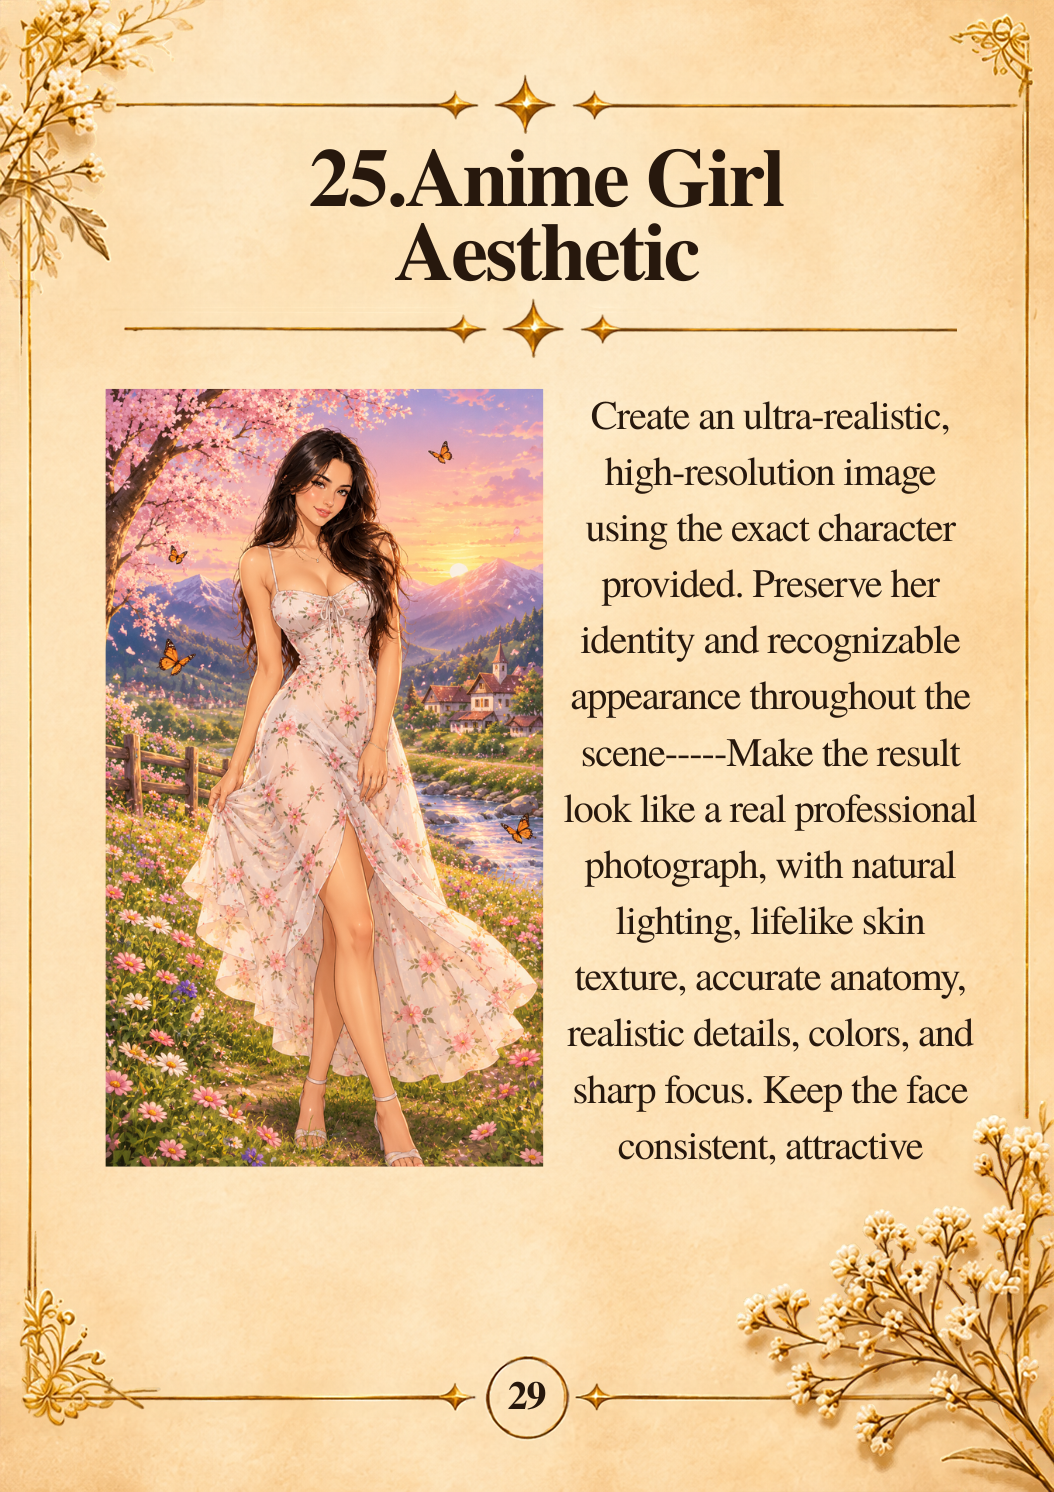 25.Anime Girl
Aesthetic
Create an ultra-realistic,
high-resolution image
using the exact character
provided. Preserve her
identity and recognizable
appearance throughout the
scene-----Make the result
look like a real professional
photograph, with natural
lighting, lifelike skin
texture, accurate anatomy,
realistic details, colors, and
sharp focus. Keep the face
consistent, attractive
29